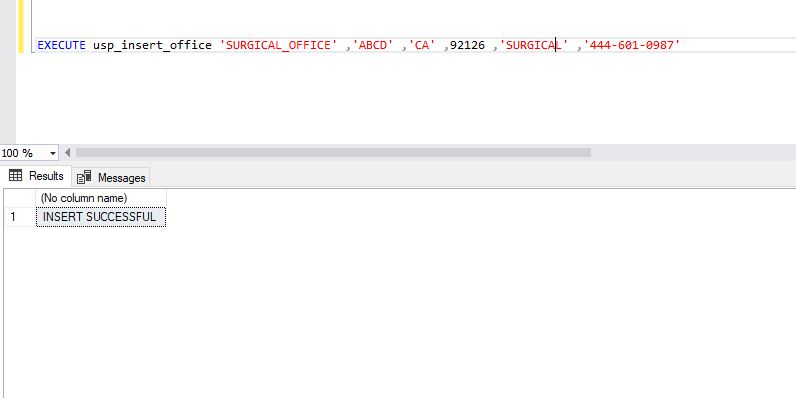 EXECUTE usp_insert_office 'SURGICAL_OFFICE' ,'ABCD' ,'CA' ,92126 ,'SURGICAL' ,'444-601-0987'
100 %
Results Messages
(No column name)
1 INSERT SUCCESSFUL